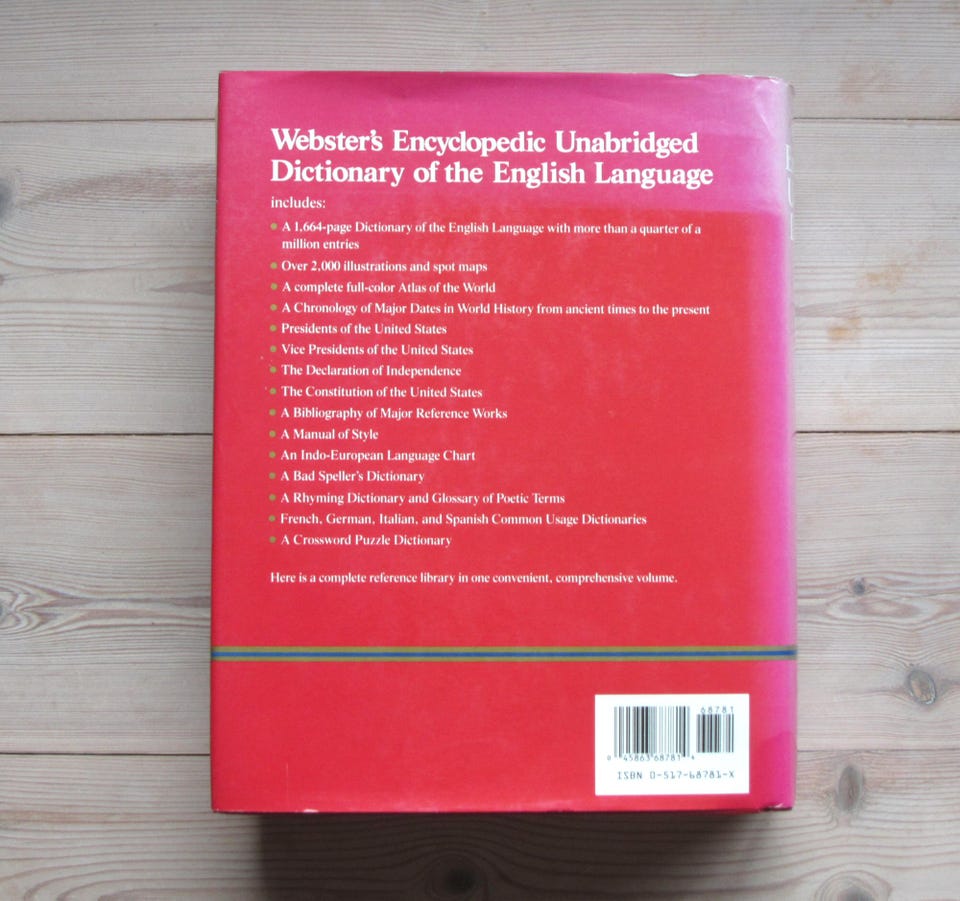 Webster's Encyclopedic Unabridged
Dictionary of the English Language
includes:
• A 1,664-page Dictionary of the English Language with more than a quarter of a
million entries
• Over 2,000 illustrations and spot maps
• A complete full-color Atlas of the World
• A Chronology of Major Dates in World History from ancient times to the present
• Presidents of the United States
• Vice Presidents of the United States
• The Declaration of Independence
• The Constitution of the United States
• A Bibliography of Major Reference Works
• A Manual of Style
• An Indo-European Language Chart
• A Bad Speller's Dictionary
• A Rhyming Dictionary and Glossary of Poetic Terms
• French, German, Italian, and Spanish Common Usage Dictionaries
• A Crossword Puzzle Dictionary
Here is a complete reference library in one convenient, comprehensive volume.
68781
0 45863 68781 4
ISBN 0-517-68781-X